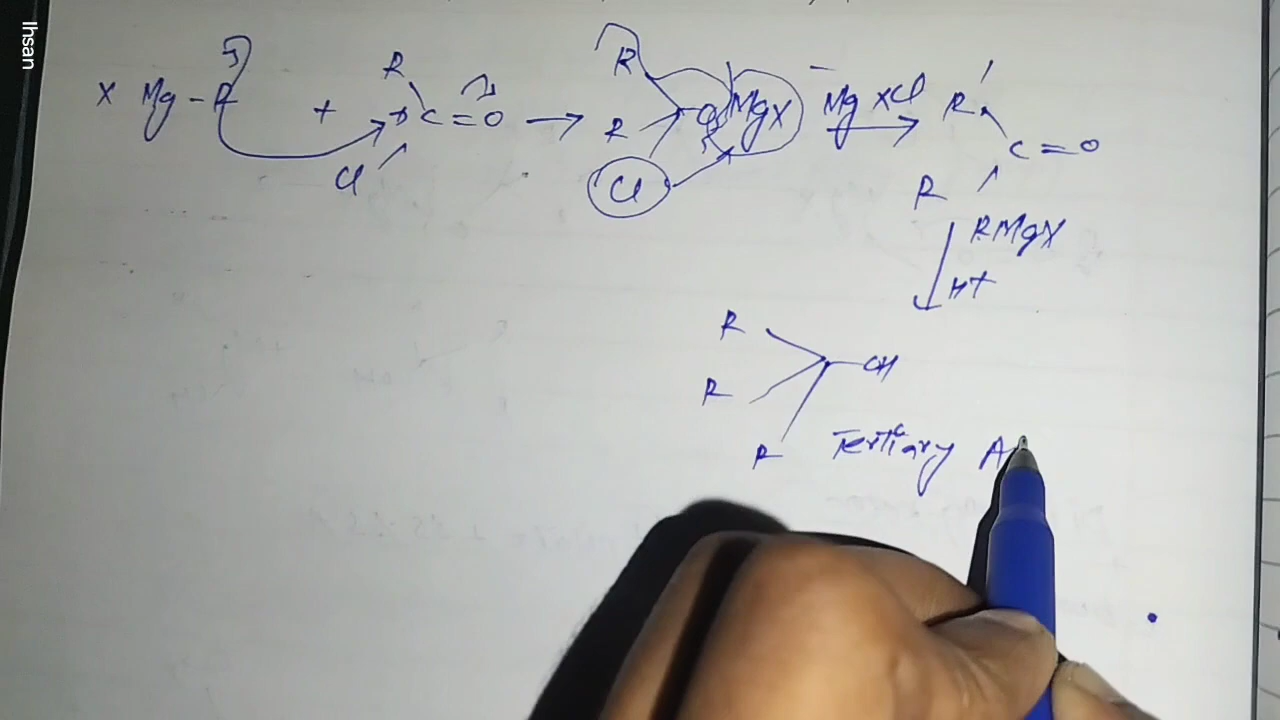 Ihsan
X Mg - R + R C = O Cl → R R Cl O MgX - MgXCl → R' C = O R
RMgX
H+
R R R OH
Tertiary A